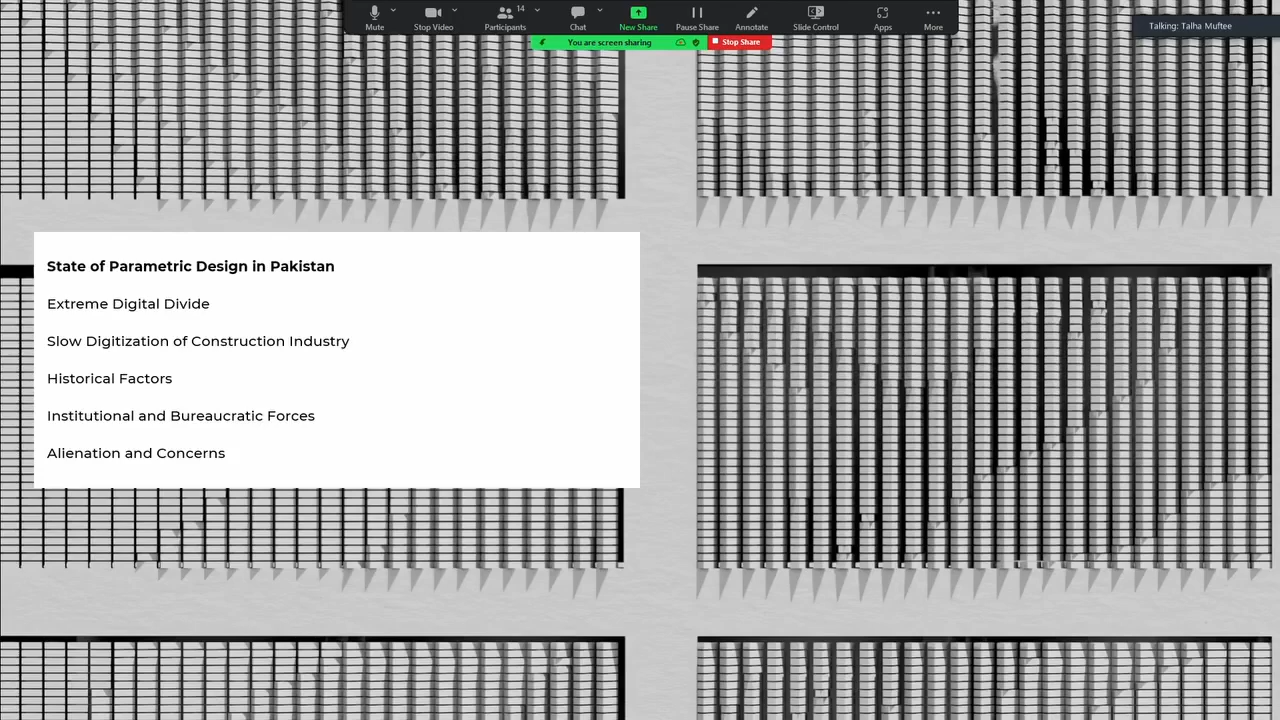 14
Mute
Stop Video
Participants
Chat
New Share
Pause Share
Annotate
Slide Control
Apps
More
Talking: Talha Muftee
You are screen sharing
Stop Share
State of Parametric Design in Pakistan
Extreme Digital Divide
Slow Digitization of Construction Industry
Historical Factors
Institutional and Bureaucratic Forces
Alienation and Concerns